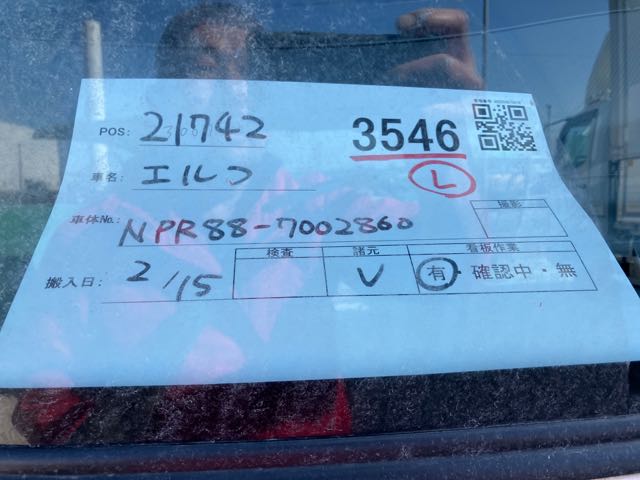 POS: 21742
3546
車名: エルフ
L
車体No.: NPR88-7002860
撮影
搬入日: 2/15
検査 諸元 看板作業
V 有・確認中・無